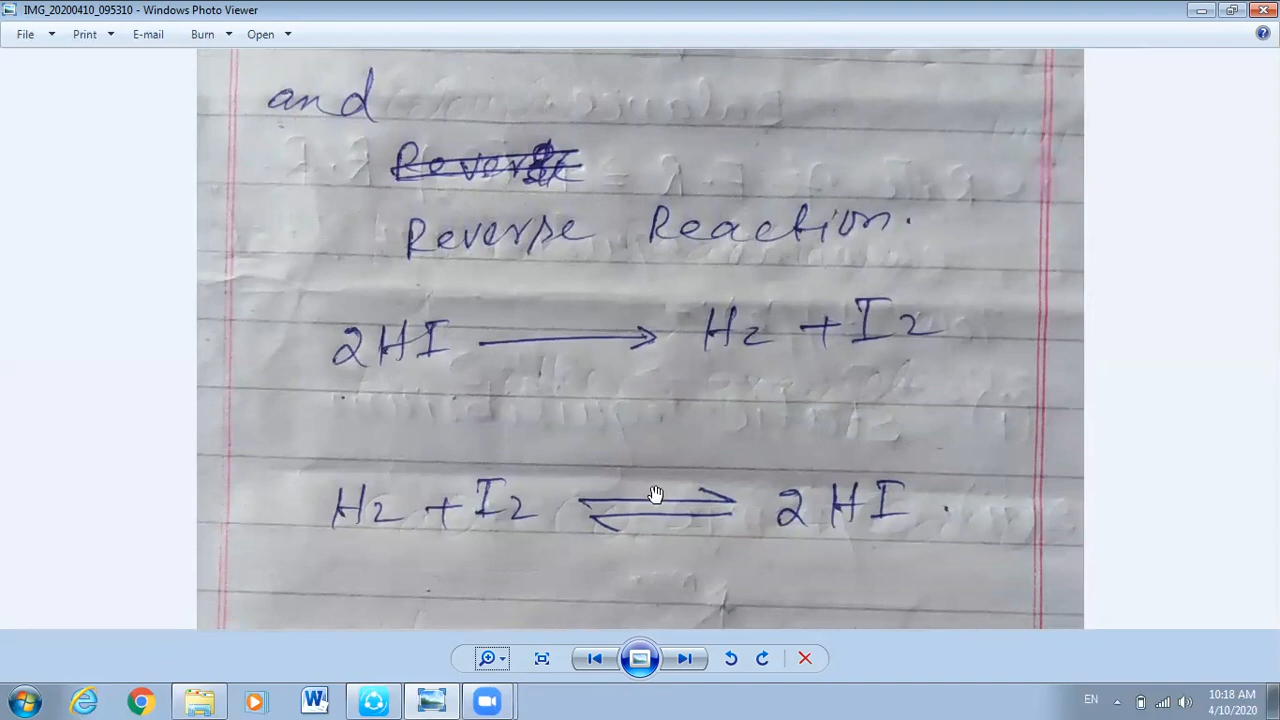 IMG_20200410_095310 - Windows Photo Viewer
File Print E-mail Burn Open
and
Reverse Reaction.
2HI ⟶ H2 + I2
H2 + I2 ⇌ 2HI.
EN
10:18 AM
4/10/2020